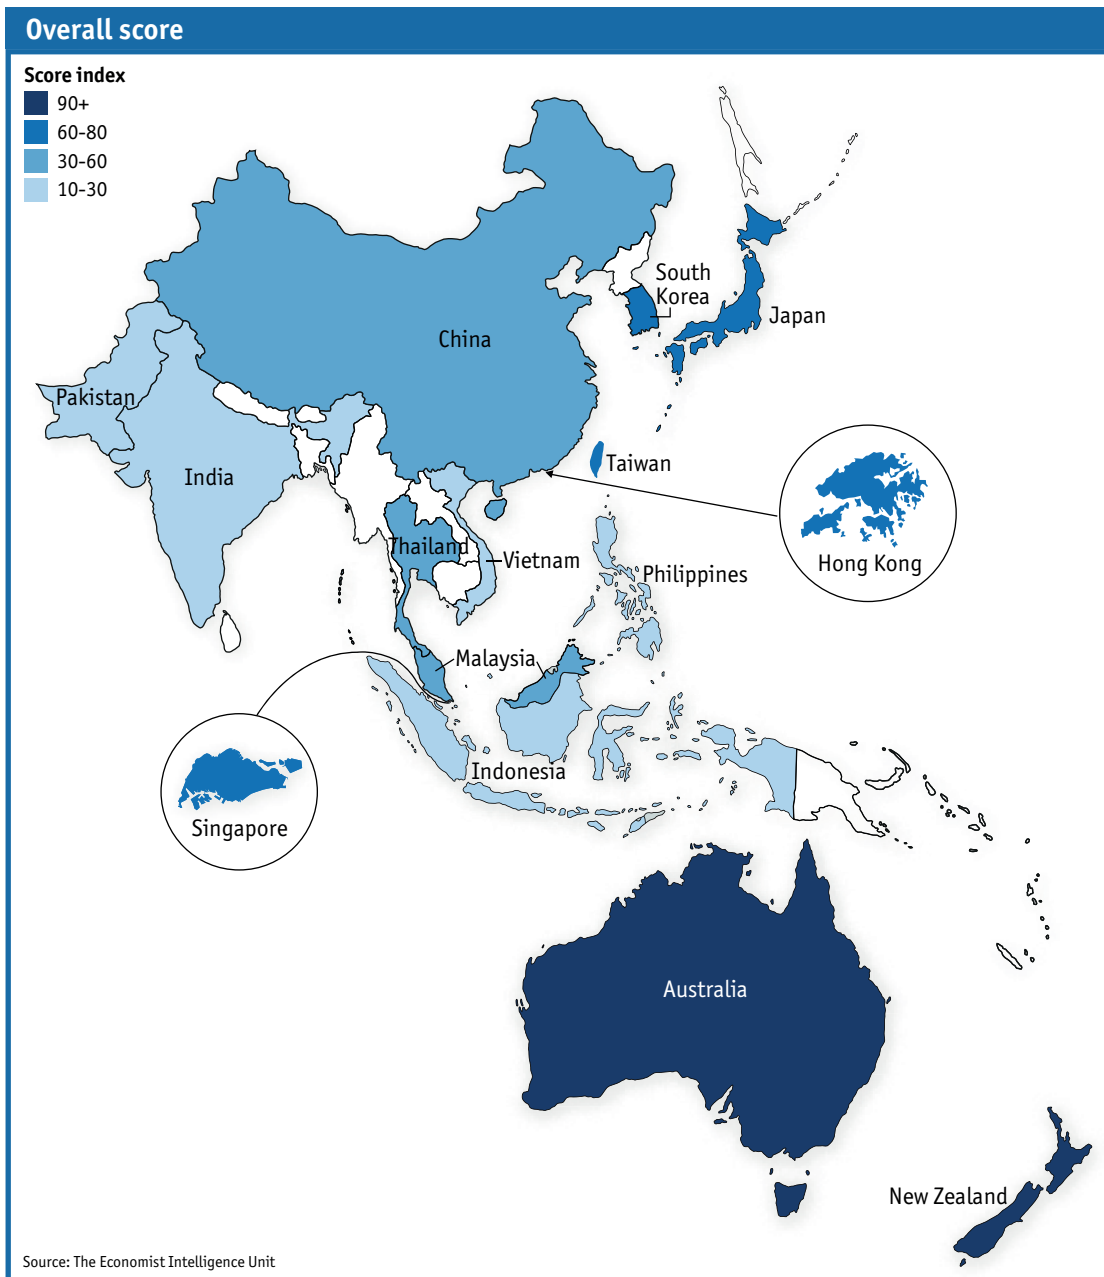 Overall score
Score index
90+
60-80
30-60
10-30
South
Korea
Japan
China
Pakistan
Taiwan
India
Thailand
Vietnam
Hong Kong
Philippines
Malaysia
Indonesia
Singapore
Australia
New Zealand
Source: The Economist Intelligence Unit